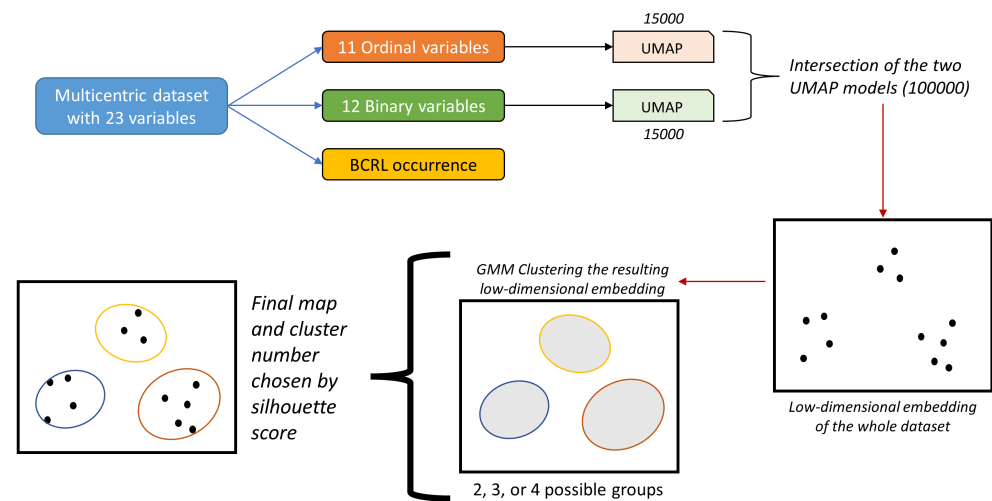 15000
11 Ordinal variables
UMAP
Multicentric dataset
with 23 variables
12 Binary variables
UMAP
15000
BCRL occurrence
Intersection of the two
UMAP models (100000)
GMM Clustering the resulting
low-dimensional embedding
Final map
and cluster
number
chosen by
silhouette
score
2, 3, or 4 possible groups
Low-dimensional embedding
of the whole dataset